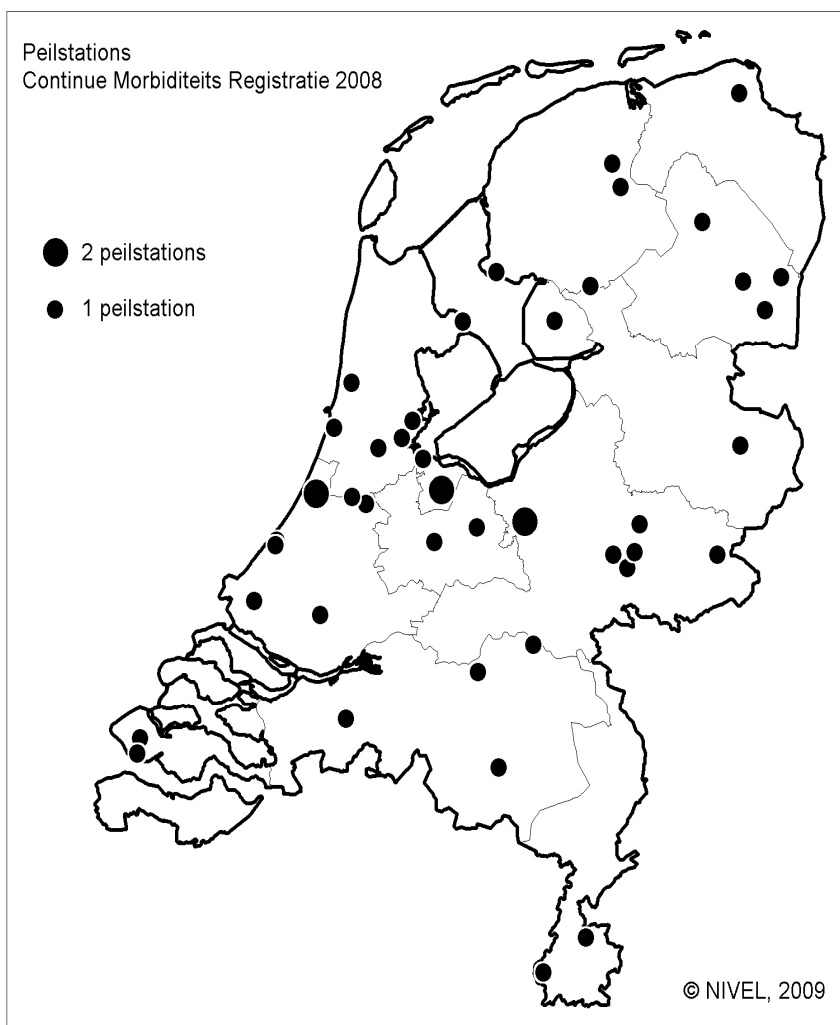 Peilstations
Continue Morbiditeits Registratie 2008
2 peilstations
1 peilstation
© NIVEL, 2009